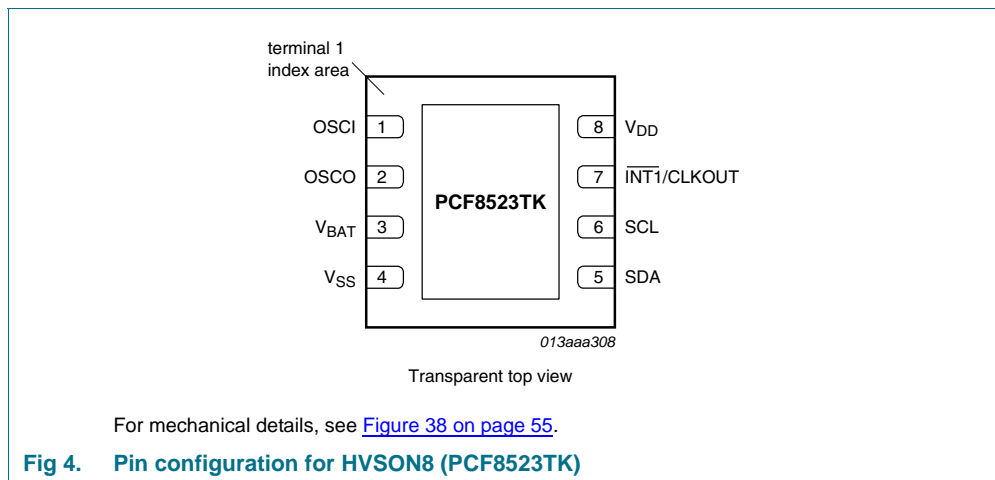 terminal 1
index area
OSCI 1
8 VDD
OSCO 2
7 INT1/CLKOUT
PCF8523TK
VBAT 3
6 SCL
VSS 4
5 SDA
013aaa308
Transparent top view
For mechanical details, see Figure 38 on page 55.
Fig 4. Pin configuration for HVSON8 (PCF8523TK)